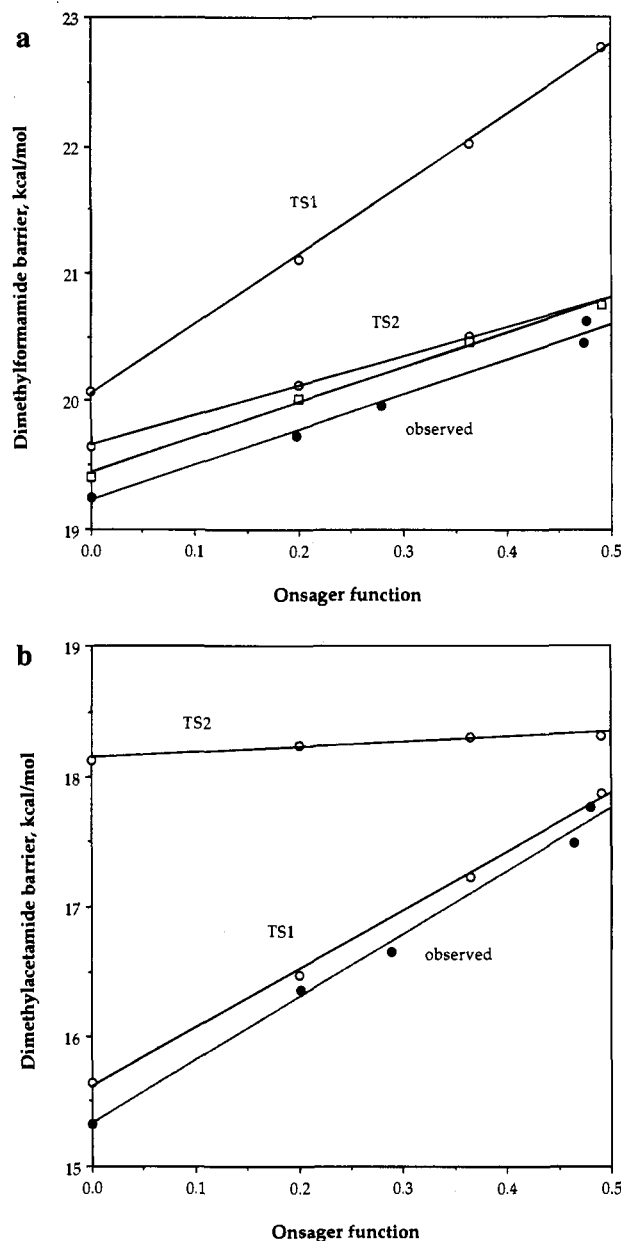 a
Dimethylformamide barrier, kcal/mol
23
22
21
20
19
TS1
TS2
observed
0.0 0.1 0.2 0.3 0.4 0.5
Onsager function
b
Dimethylacetamide barrier, kcal/mol
19
18
17
16
15
TS2
TS1
observed
0.0 0.1 0.2 0.3 0.4 0.5
Onsager function